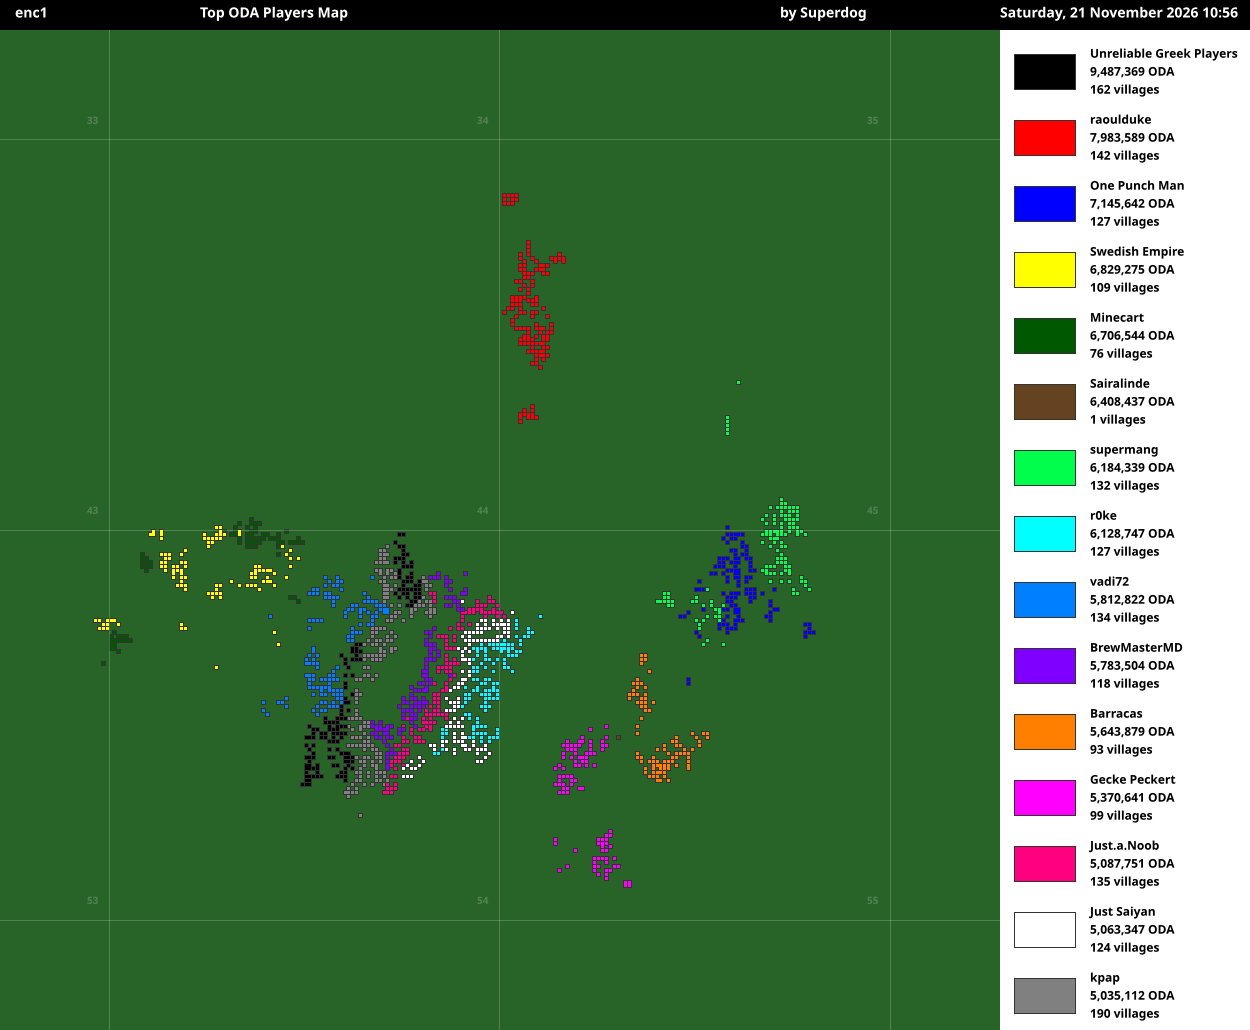 enc1 Top ODA Players Map by Superdog Saturday, 21 November 2026 10:56
33 34 35
43 44 45
53 54 55
Unreliable Greek Players
9,487,369 ODA
162 villages
raoulduke
7,983,589 ODA
142 villages
One Punch Man
7,145,642 ODA
127 villages
Swedish Empire
6,829,275 ODA
109 villages
Minecart
6,706,544 ODA
76 villages
Sairalinde
6,408,437 ODA
1 villages
supermang
6,184,339 ODA
132 villages
r0ke
6,128,747 ODA
127 villages
vadi72
5,812,822 ODA
134 villages
BrewMasterMD
5,783,504 ODA
118 villages
Barracas
5,643,879 ODA
93 villages
Gecke Peckert
5,370,641 ODA
99 villages
Just.a.Noob
5,087,751 ODA
135 villages
Just Saiyan
5,063,347 ODA
124 villages
kpap
5,035,112 ODA
190 villages